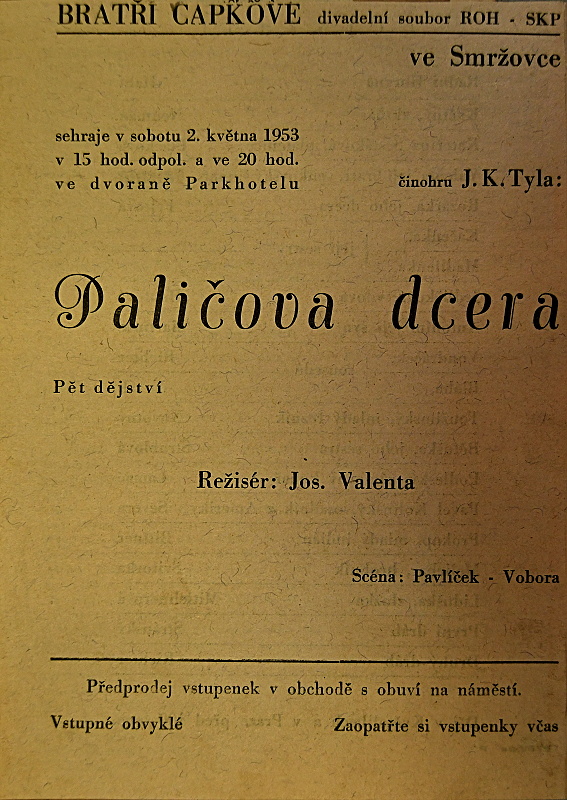 BRATŘÍ ČAPKOVÉ divadelní soubor ROH - SKP
ve Smržovce
sehraje v sobotu 2. května 1953
v 15 hod. odpol. a ve 20 hod.
ve dvoraně Parkhotelu
činohru J. K. Tyla:
Paličova dcera
Pět dějství
Režisér: Jos. Valenta
Scéna: Pavlíček - Vobora
Předprodej vstupenek v obchodě s obuví na náměstí.
Vstupné obvyklé
Zaopatřte si vstupenky včas